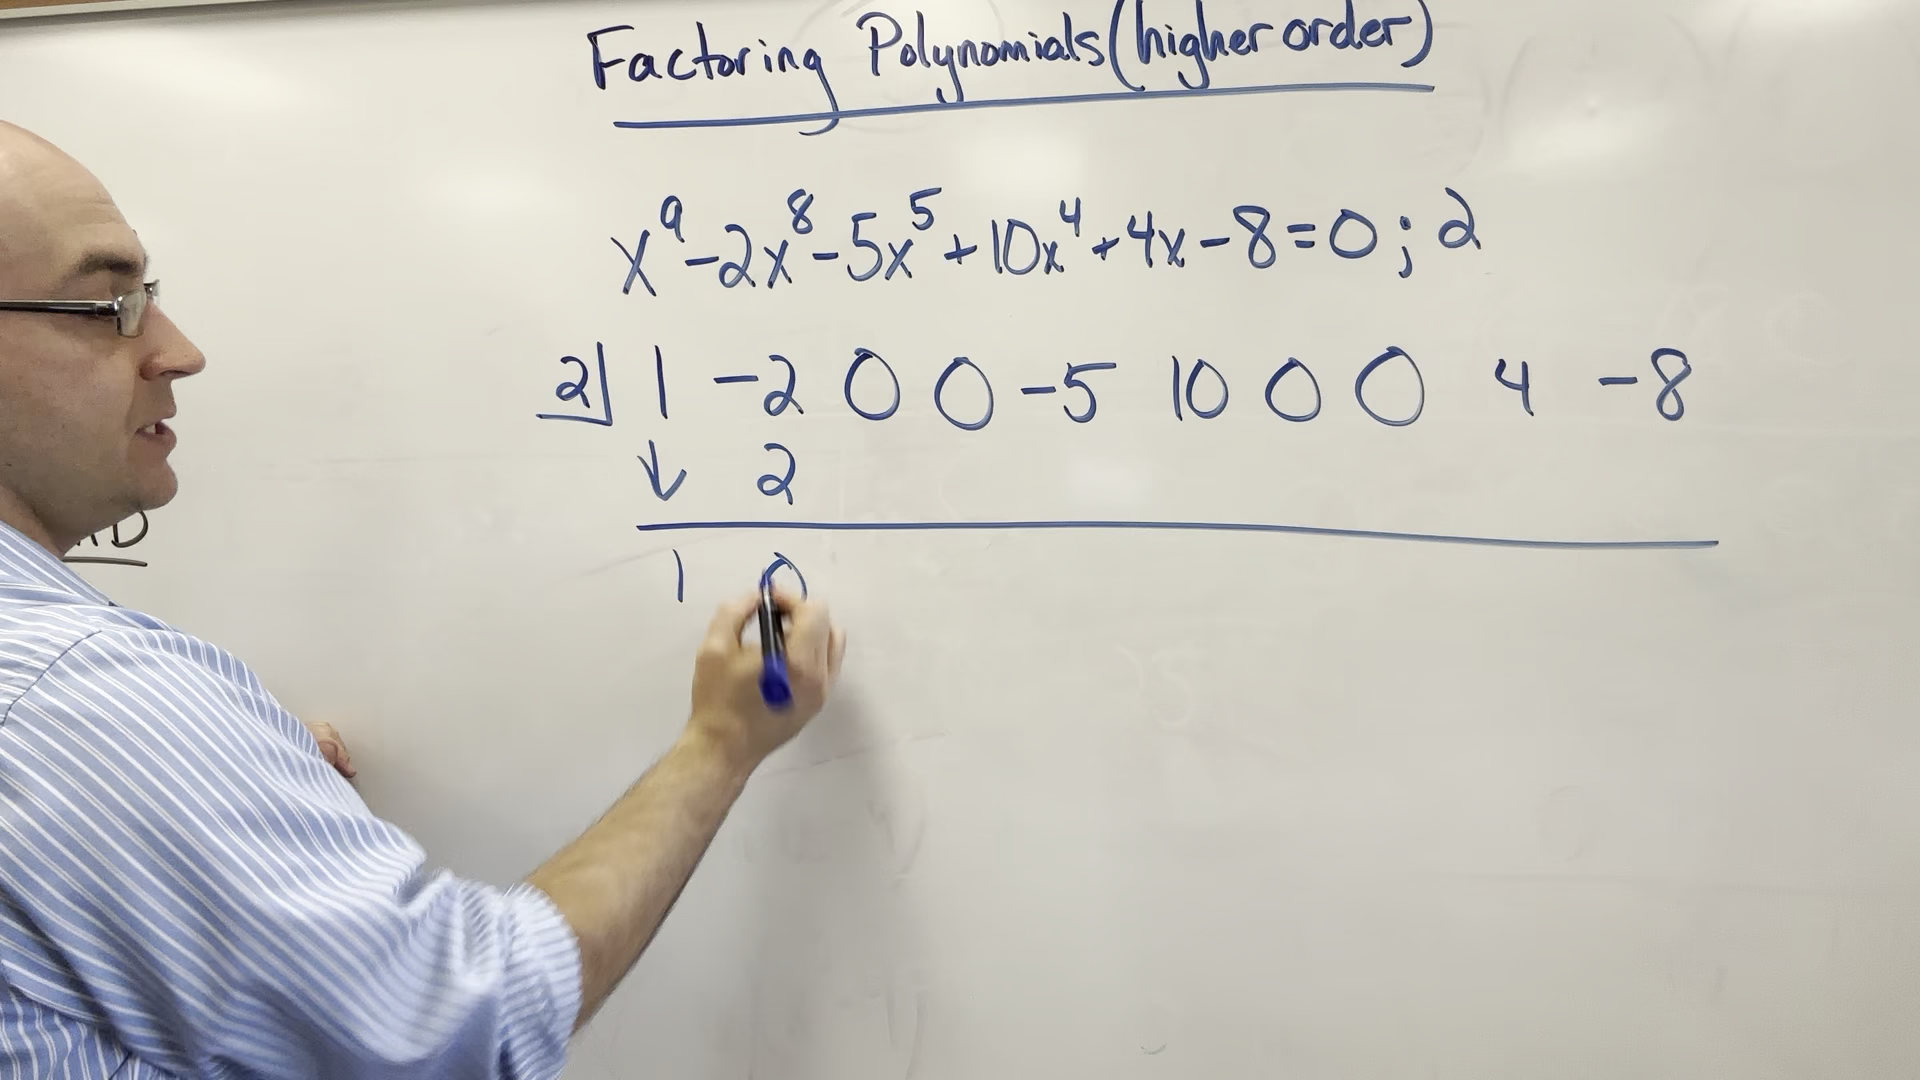 Factoring Polynomials (higher order)
x⁹-2x⁸-5x⁵+10x⁴+4x-8=0; 2
2| 1 -2 0 0 -5 10 0 0 4 -8
↓ 2
1 0